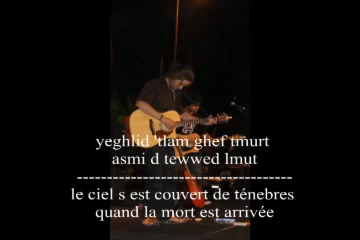 yeghlid 'tlam ghef tmurt
asmi d tewwed lmut
----------------------------------------
le ciel s est couvert de ténebres
quand la mort est arrivée